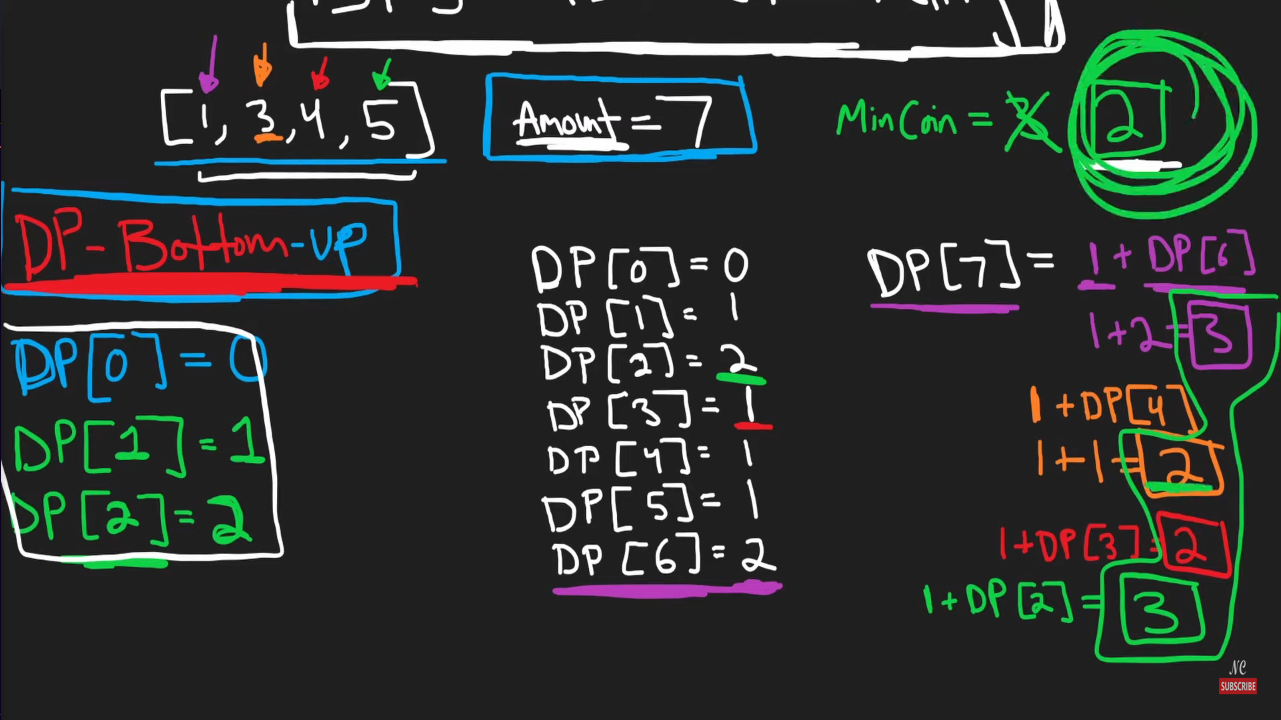 [1, 3, 4, 5]
Amount = 7
MinCoin = 3 2
DP-Bottom-UP
DP[0] = 0
DP[1] = 1
DP[2] = 2
DP[0] = 0
DP[1] = 1
DP[2] = 2
DP[3] = 1
DP[4] = 1
DP[5] = 1
DP[6] = 2
DP[7] = 1 + DP[6]
1+2=3
1+DP[4]
1+1=2
1+DP[3]=2
1+DP[2]=3
NC
SUBSCRIBE